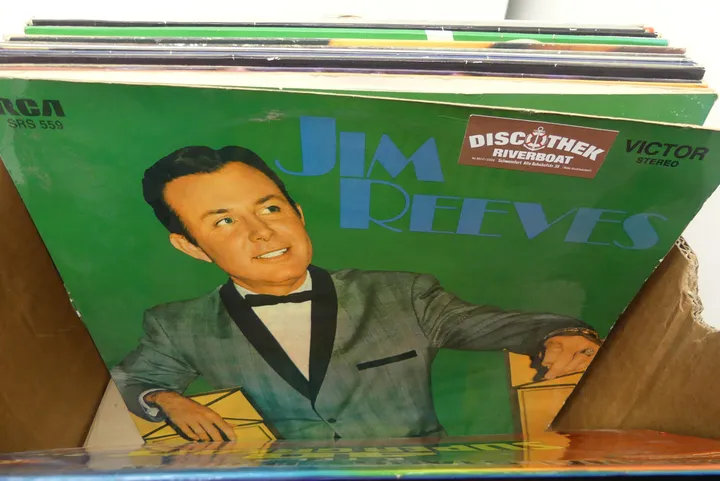 RCA
SRS 559
JIM
REEVES
DISCOTHEK
RIVERBOAT
VICTOR
STEREO